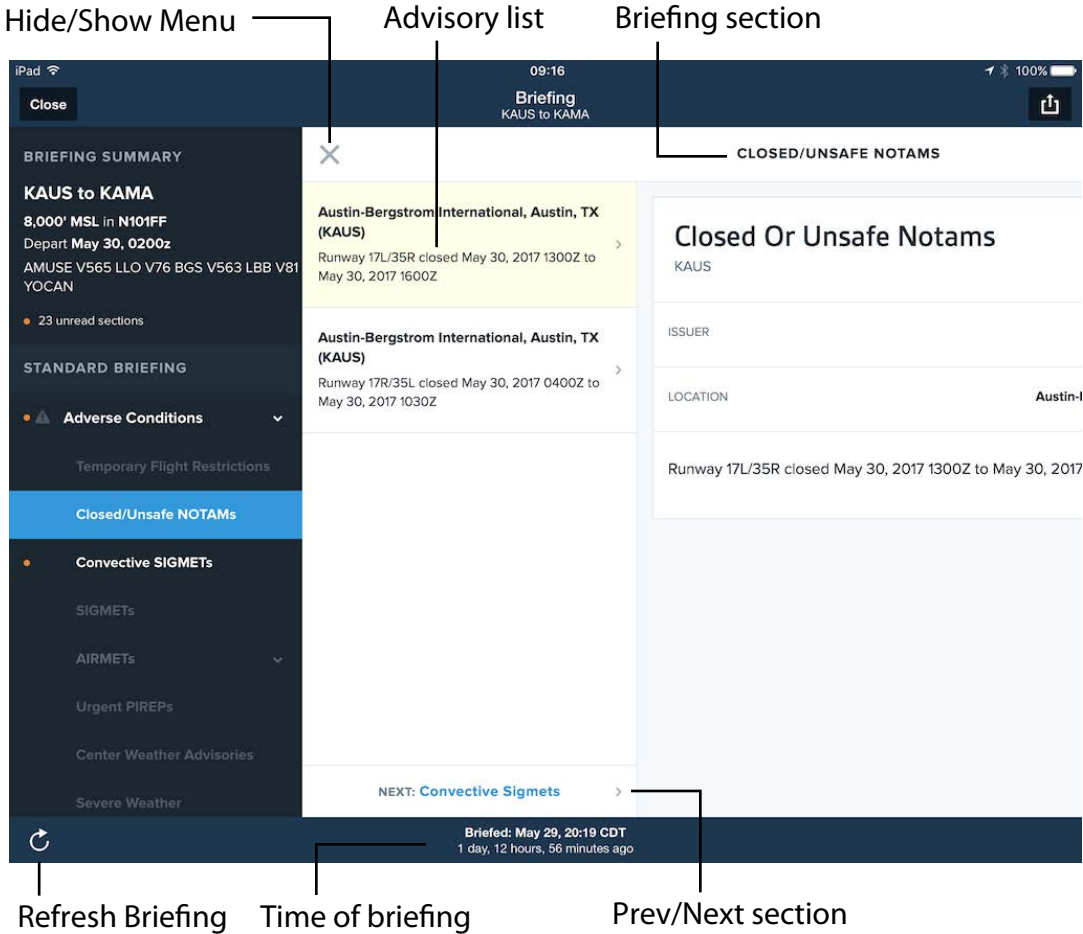 Hide/Show Menu
Advisory list
Briefing section
iPad
09:16
100%
Close
Briefing
KAUS to KAMA
BRIEFING SUMMARY
KAUS to KAMA
8,000' MSL in N101FF
Depart May 30, 0200z
AMUSE V565 LLO V76 BGS V563 LBB V81
YOCAN
23 unread sections
STANDARD BRIEFING
Adverse Conditions
Temporary Flight Restrictions
Closed/Unsafe NOTAMs
Convective SIGMETs
SIGMETs
AIRMETs
Urgent PIREPs
Center Weather Advisories
Severe Weather
Austin-Bergstrom International, Austin, TX
(KAUS)
Runway 17L/35R closed May 30, 2017 1300Z to
May 30, 2017 1600Z
Austin-Bergstrom International, Austin, TX
(KAUS)
Runway 17R/35L closed May 30, 2017 0400Z to
May 30, 2017 1030Z
NEXT: Convective Sigmets
CLOSED/UNSAFE NOTAMS
Closed Or Unsafe Notams
KAUS
ISSUER
LOCATION
Austin-
Runway 17L/35R closed May 30, 2017 1300Z to May 30, 2017
Briefed: May 29, 20:19 CDT
1 day, 12 hours, 56 minutes ago
Refresh Briefing
Time of briefing
Prev/Next section